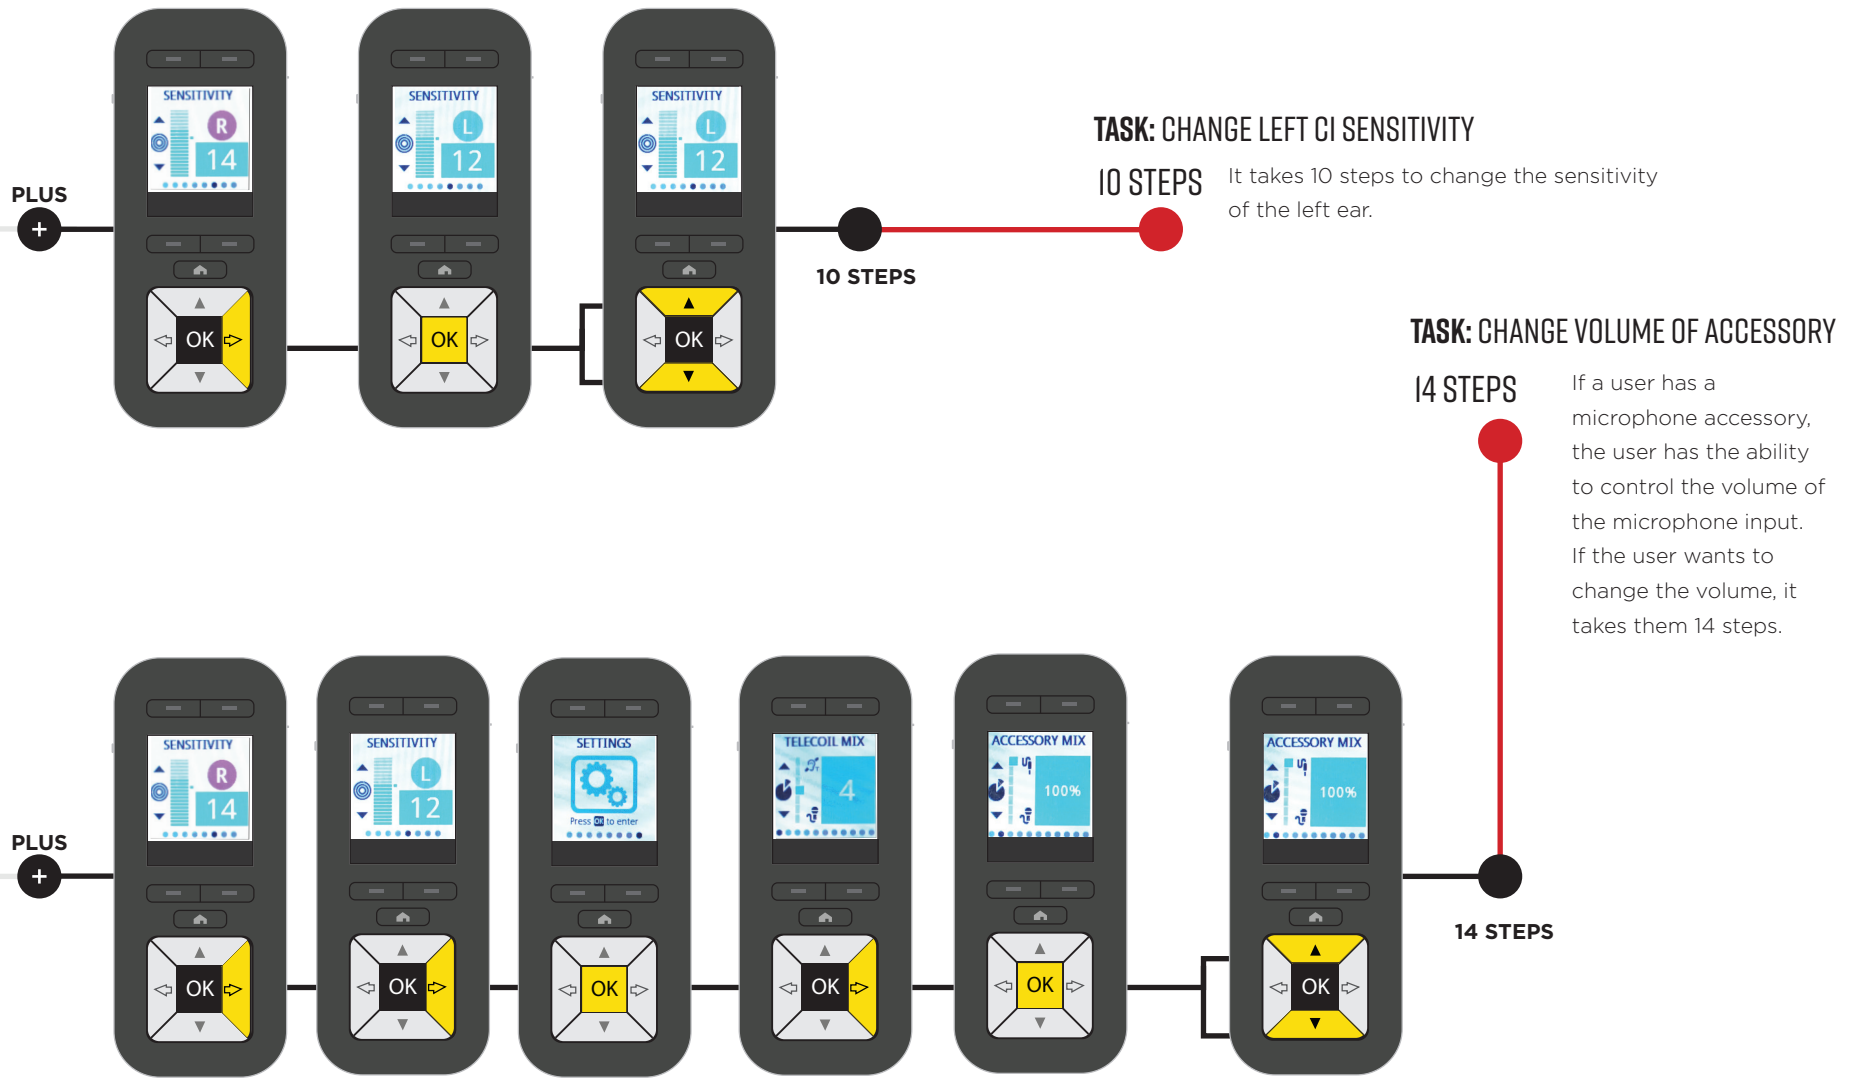 PLUS
+
SENSITIVITY
R
14
OK
SENSITIVITY
L
12
OK
SENSITIVITY
L
12
OK
10 STEPS
TASK: CHANGE LEFT CI SENSITIVITY
10 STEPS
It takes 10 steps to change the sensitivity
of the left ear.
TASK: CHANGE VOLUME OF ACCESSORY
14 STEPS
If a user has a
microphone accessory,
the user has the ability
to control the volume of
the microphone input.
If the user wants to
change the volume, it
takes them 14 steps.
PLUS
+
SENSITIVITY
R
14
OK
SENSITIVITY
L
12
OK
SETTINGS
Press OK to enter
OK
TELECOIL MIX
T
4
OK
ACCESSORY MIX
100%
OK
ACCESSORY MIX
100%
OK
14 STEPS